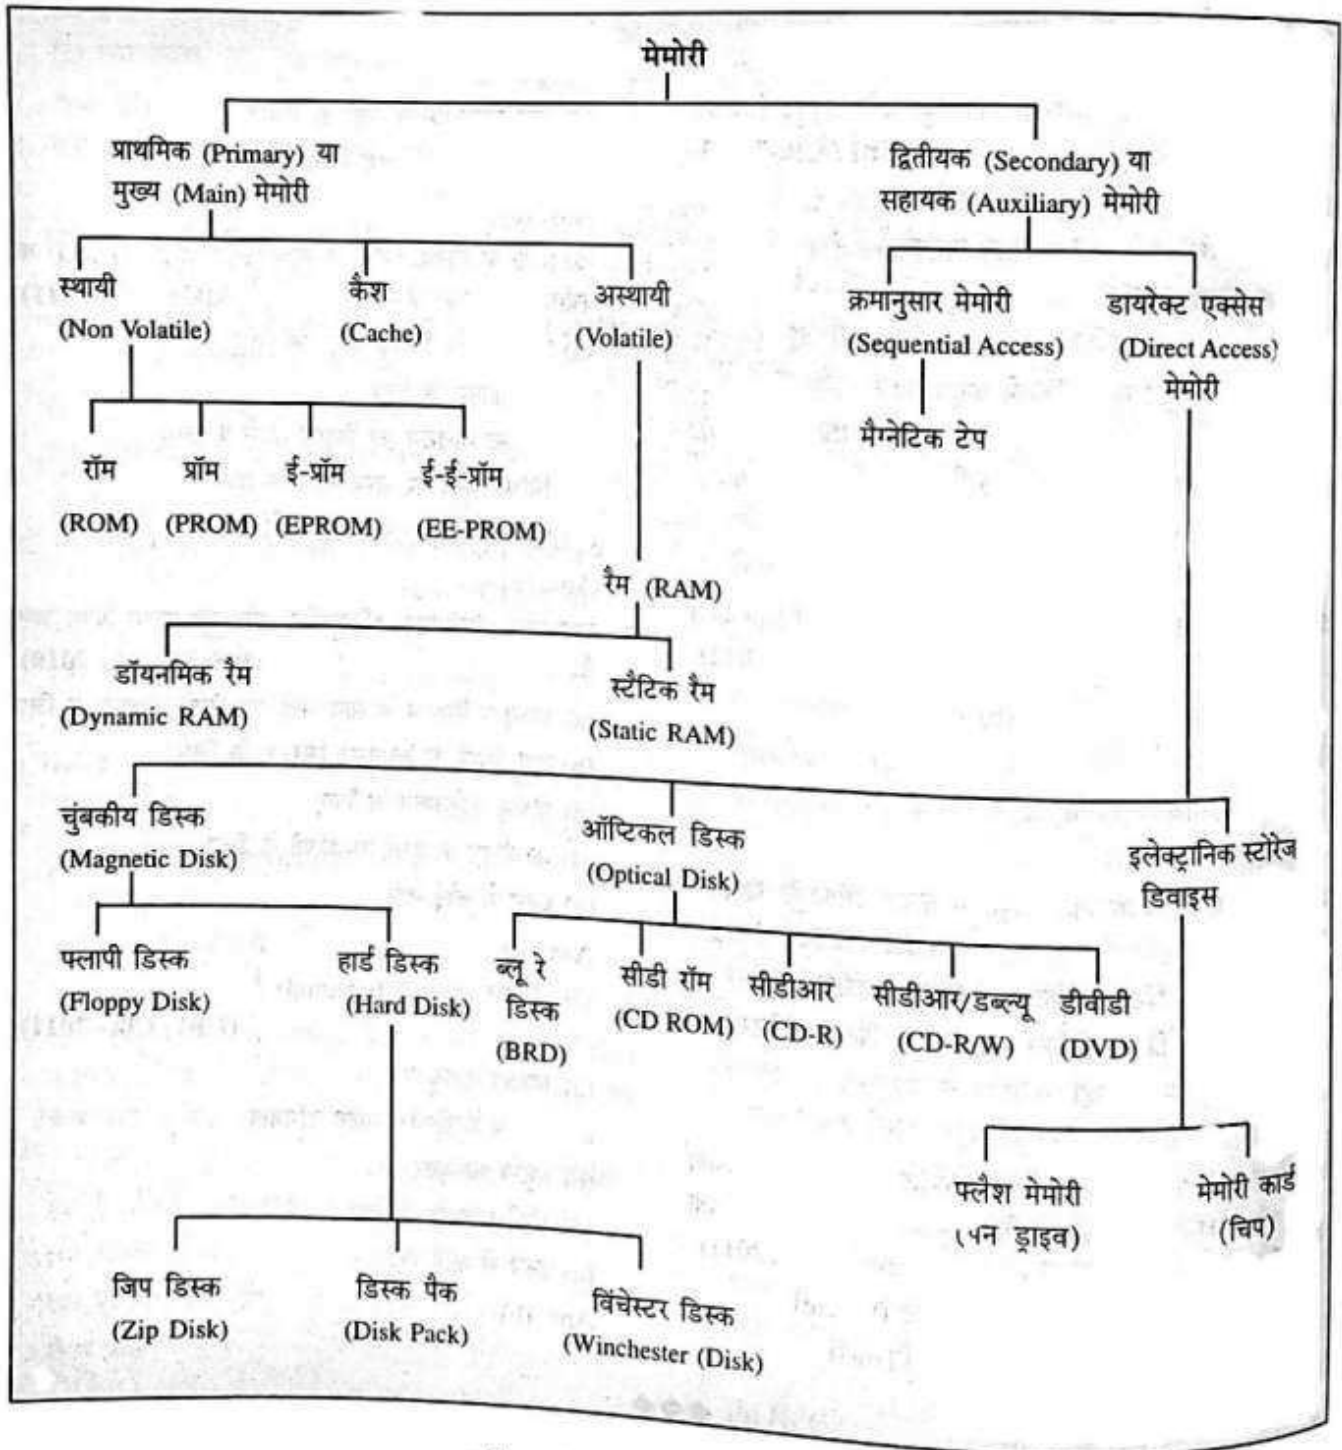 मेमोरी
प्राथमिक (Primary) या
मुख्य (Main) मेमोरी
द्वितीयक (Secondary) या
सहायक (Auxiliary) मेमोरी
स्थायी
(Non Volatile)
कैश
(Cache)
अस्थायी
(Volatile)
क्रमानुसार मेमोरी
(Sequential Access)
डायरेक्ट एक्सेस
(Direct Access)
मेमोरी
मैग्नेटिक टेप
रॉम
(ROM)
प्रॉम
(PROM)
ई-प्रॉम
(EPROM)
ई-ई-प्रॉम
(EE-PROM)
रैम (RAM)
डॉयनमिक रैम
(Dynamic RAM)
स्टैटिक रैम
(Static RAM)
चुंबकीय डिस्क
(Magnetic Disk)
ऑप्टिकल डिस्क
(Optical Disk)
इलेक्ट्रानिक स्टोरेज
डिवाइस
फ्लापी डिस्क
(Floppy Disk)
हार्ड डिस्क
(Hard Disk)
ब्लू रे
डिस्क
(BRD)
सीडी रॉम
(CD ROM)
सीडीआर
(CD-R)
सीडीआर/डब्ल्यू
(CD-R/W)
डीवीडी
(DVD)
फ्लैश मेमोरी
ड्राइव)
मेमोरी कार्ड
(चिप)
जिप डिस्क
(Zip Disk)
डिस्क पैक
(Disk Pack)
विंचेस्टर डिस्क
(Winchester (Disk)